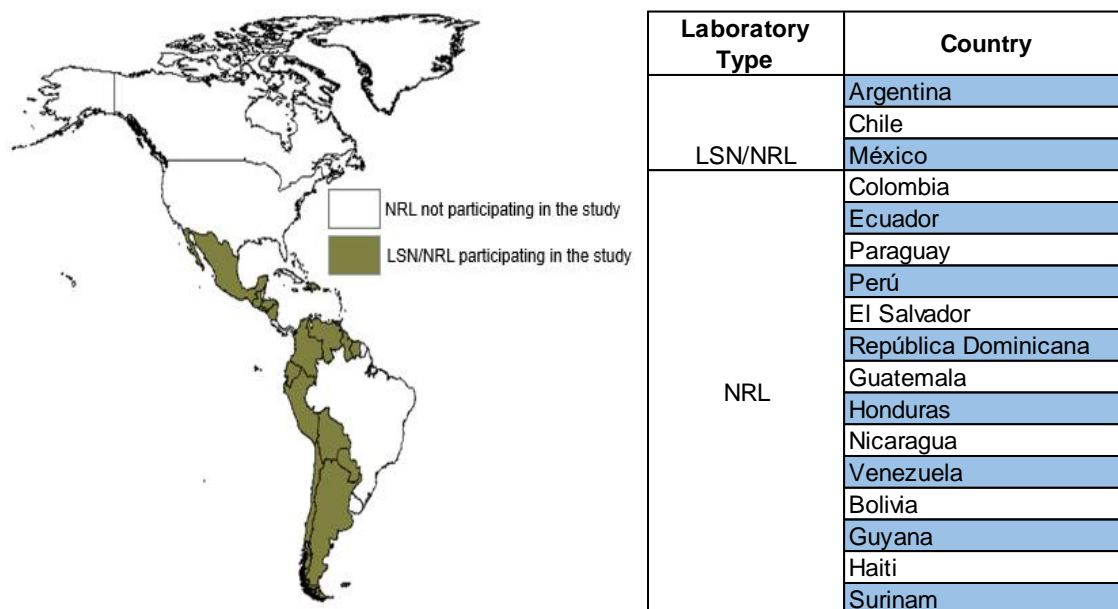 NRL not participating in the study
LSN/NRL participating in the study
Laboratory Type
Country
LSN/NRL
Argentina
Chile
México
NRL
Colombia
Ecuador
Paraguay
Perú
El Salvador
República Dominicana
Guatemala
Honduras
Nicaragua
Venezuela
Bolivia
Guyana
Haiti
Surinam